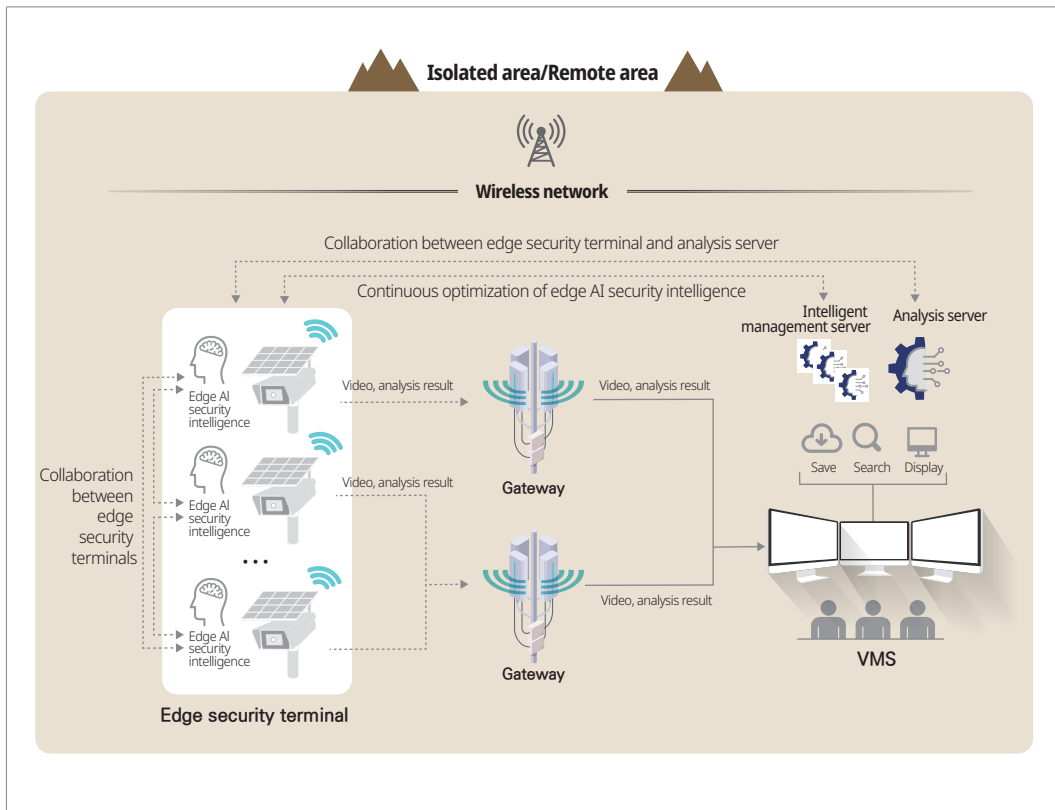 Isolated area/Remote area
Wireless network
Collaboration between edge security terminal and analysis server
Continuous optimization of edge AI security intelligence
Intelligent
management server
Analysis server
Edge AI
security
intelligence
Video, analysis result
Video, analysis result
Gateway
Save
Search
Display
Collaboration
between
edge
security
terminals
Edge AI
security
intelligence
Video, analysis result
...
Edge AI
security
intelligence
Video, analysis result
Gateway
VMS
Edge security terminal